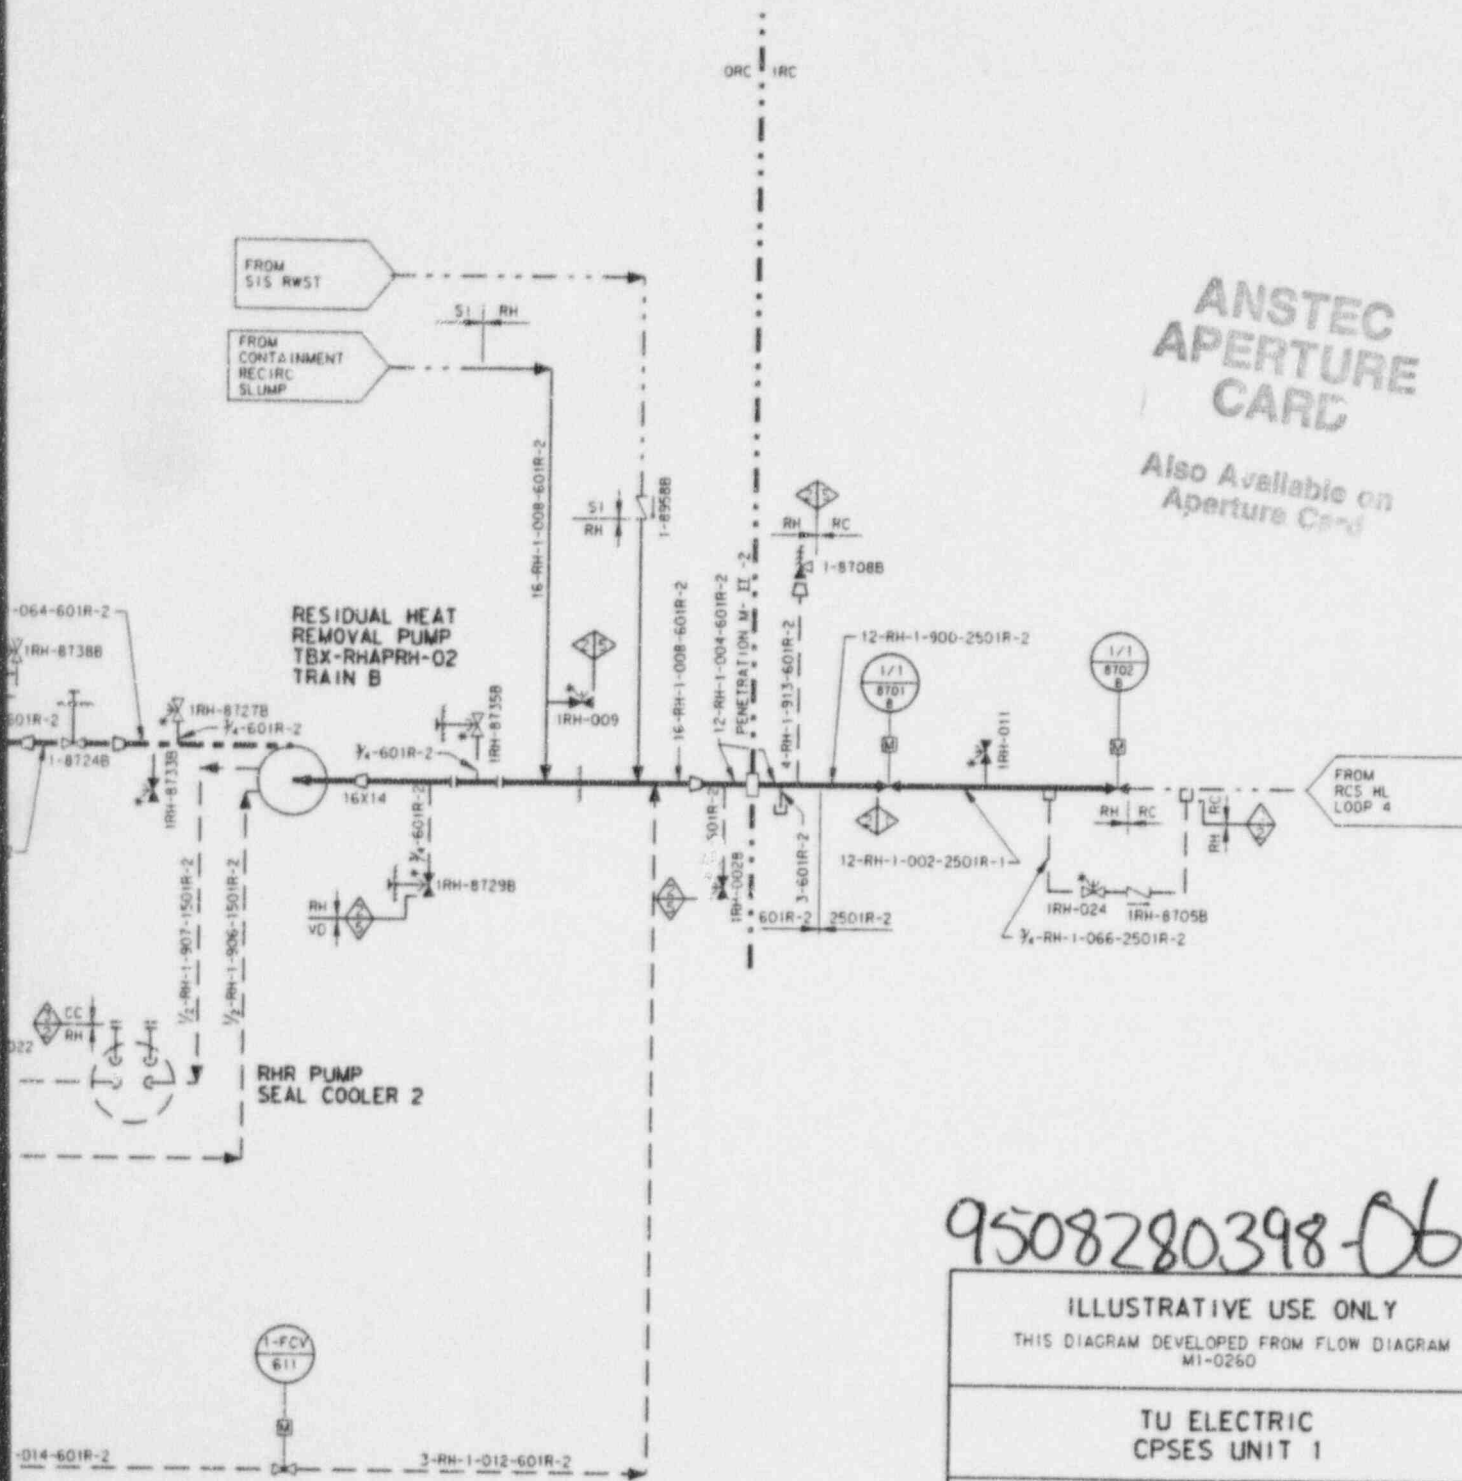 ORC
IRC
FROM
SIS RWST
SI
RH
FROM
CONTAINMENT
RECIRC
SLUMP
ANSTEC
APERTURE
CARD
Also Available on
Aperture Card
16-RH-1-008-601R-2
SI
RH
1-8958B
RH
RC
1-8708B
-064-601R-2
1RH-8738B
601R-2
1-8724B
1RH-8727B
¾-601R-2
1RH-8733B
RESIDUAL HEAT
REMOVAL PUMP
TBX-RHAPRH-02
TRAIN B
16X14
¾-601R-2
1RH-8735B
1RH-009
16-RH-1-008-601R-2
12-RH-1-004-601R-2
PENETRATION M-II-2
4-RH-1-913-601R-2
12-RH-1-900-2501R-2
1/1
8701
B
1/1
8702
B
M
M
1RH-011
FROM
RCS HL
LOOP 4
RH
RC
RC
RH
12-RH-1-002-2501R-1
1RH-024
1RH-8705B
¾-RH-1-066-2501R-2
3-601R-2
601R-2
2501R-2
1RH-002B
¾-601R-2
1RH-8729B
RH
VD
½-RH-1-907-1501R-2
½-RH-1-906-1501R-2
CC
RH
022
RHR PUMP
SEAL COOLER 2
1-FCV
611
M
-014-601R-2
3-RH-1-012-601R-2
9508280398-06
ILLUSTRATIVE USE ONLY
THIS DIAGRAM DEVELOPED FROM FLOW DIAGRAM
M1-0260
TU ELECTRIC
CPSES UNIT 1